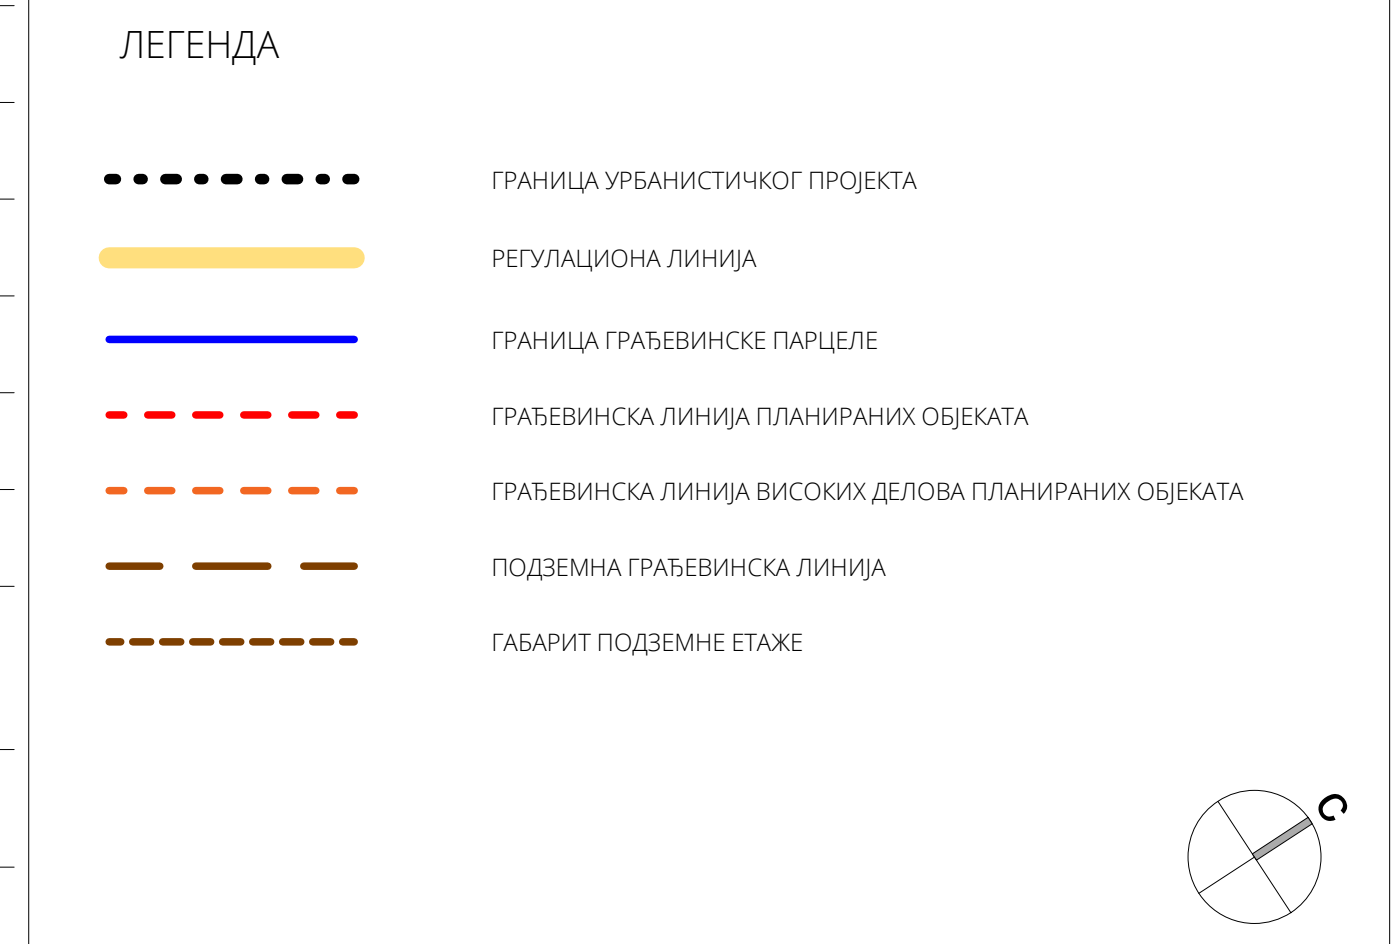 ЛЕГЕНДА
ГРАНИЦА УРБАНИСТИЧКОГ ПРОЈЕКТА
РЕГУЛАЦИОНА ЛИНИЈА
ГРАНИЦА ГРАЂЕВИНСКЕ ПАРЦЕЛЕ
ГРАЂЕВИНСКА ЛИНИЈА ПЛАНИРАНИХ ОБЈЕКАТА
ГРАЂЕВИНСКА ЛИНИЈА ВИСОКИХ ДЕЛОВА ПЛАНИРАНИХ ОБЈЕКАТА
ПОДЗЕМНА ГРАЂЕВИНСКА ЛИНИЈА
ГАБАРИТ ПОДЗЕМНЕ ЕТАЖЕ
С